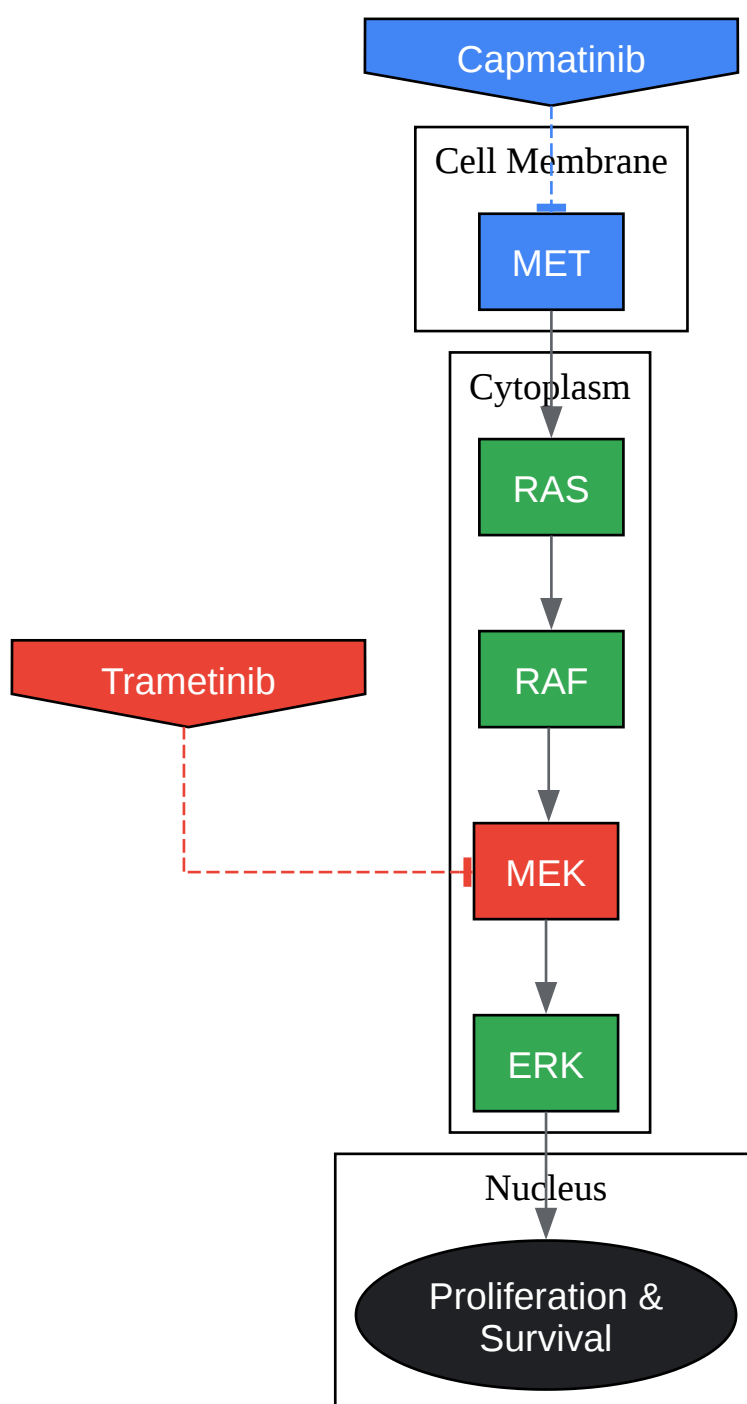 Capmatinib
Cell Membrane
MET
Cytoplasm
RAS
RAF
Trametinib
MEK
ERK
Nucleus
Proliferation &
Survival